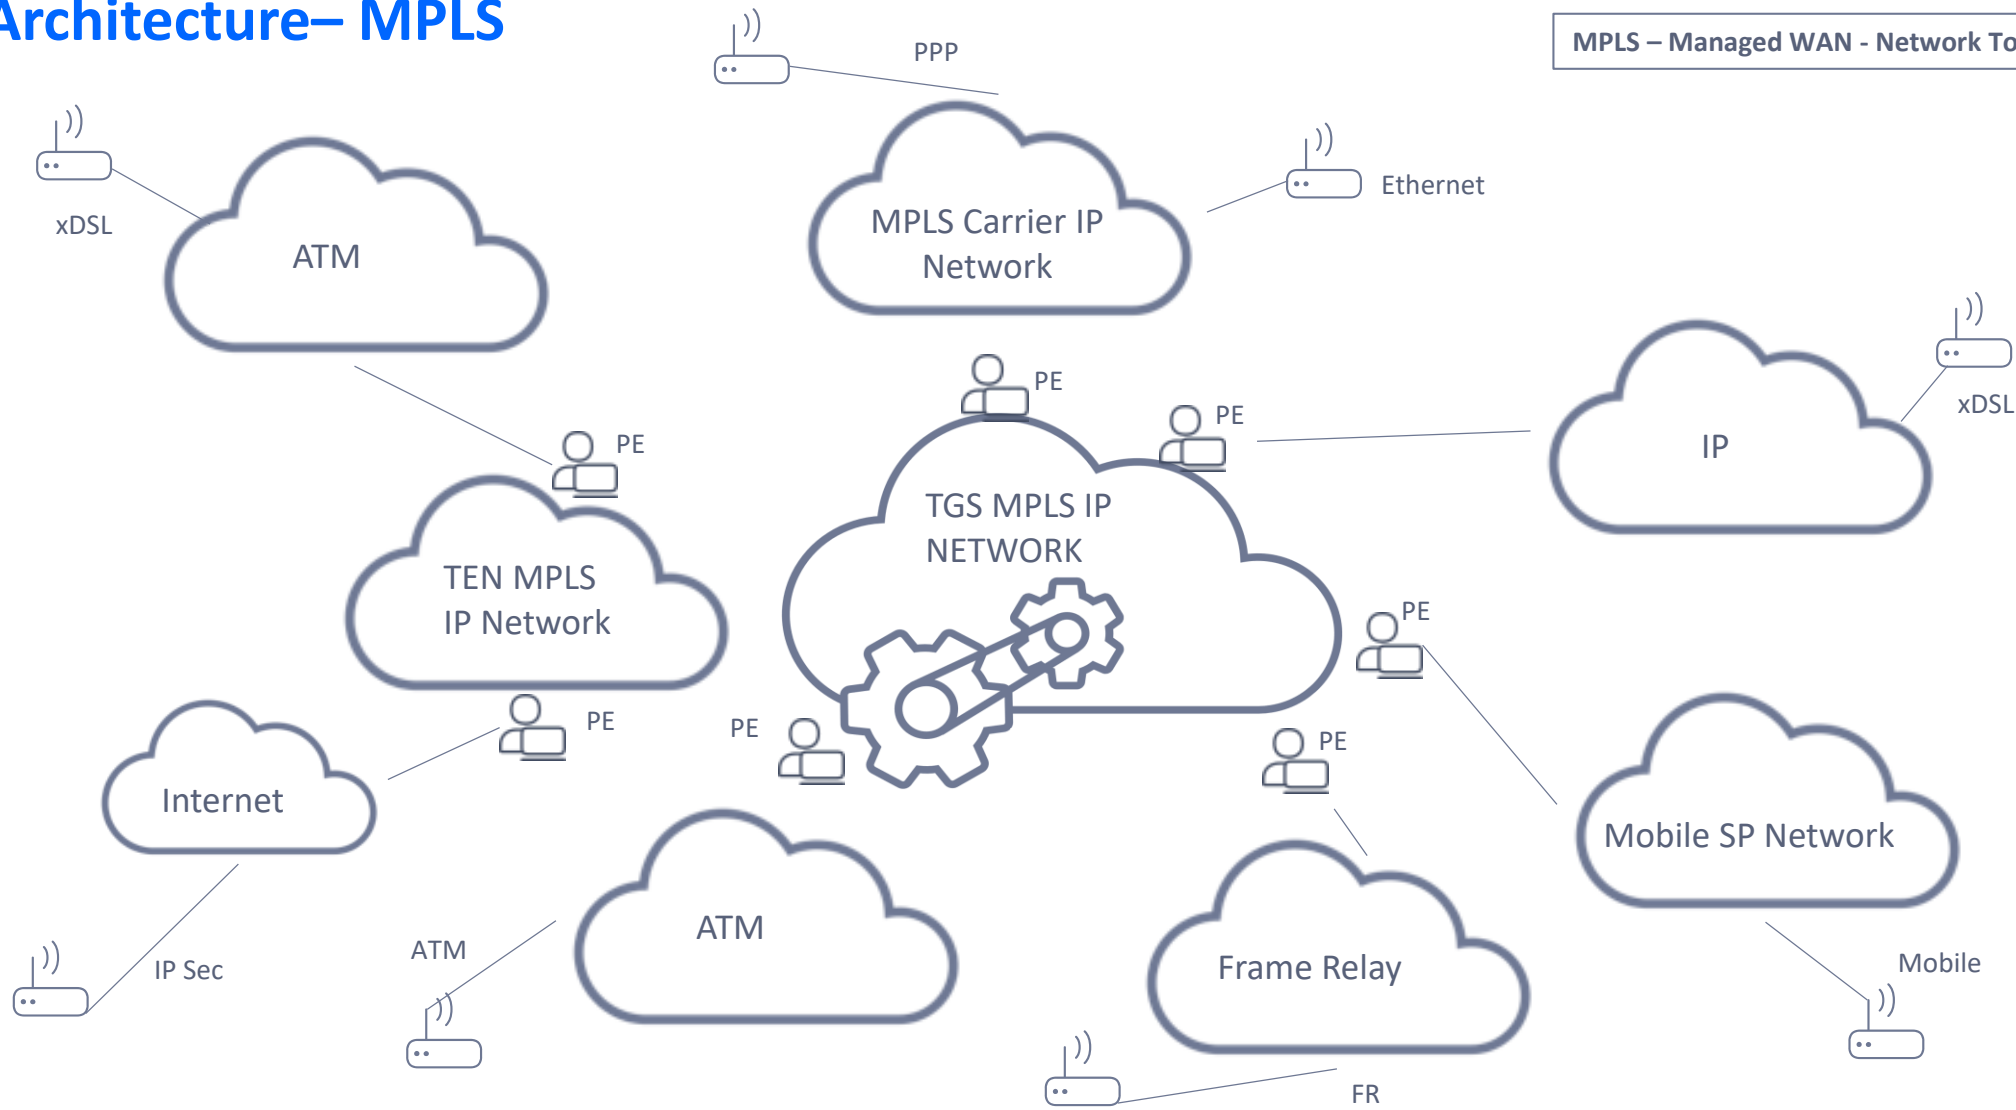 Architecture– MPLS
MPLS – Managed WAN - Network To
PPP
Ethernet
xDSL
ATM
MPLS Carrier IP
Network
xDSL
IP
PE
PE
PE
TGS MPLS IP
NETWORK
TEN MPLS
IP Network
PE
PE
PE
PE
Internet
Mobile SP Network
ATM
Frame Relay
ATM
IP Sec
Mobile
FR